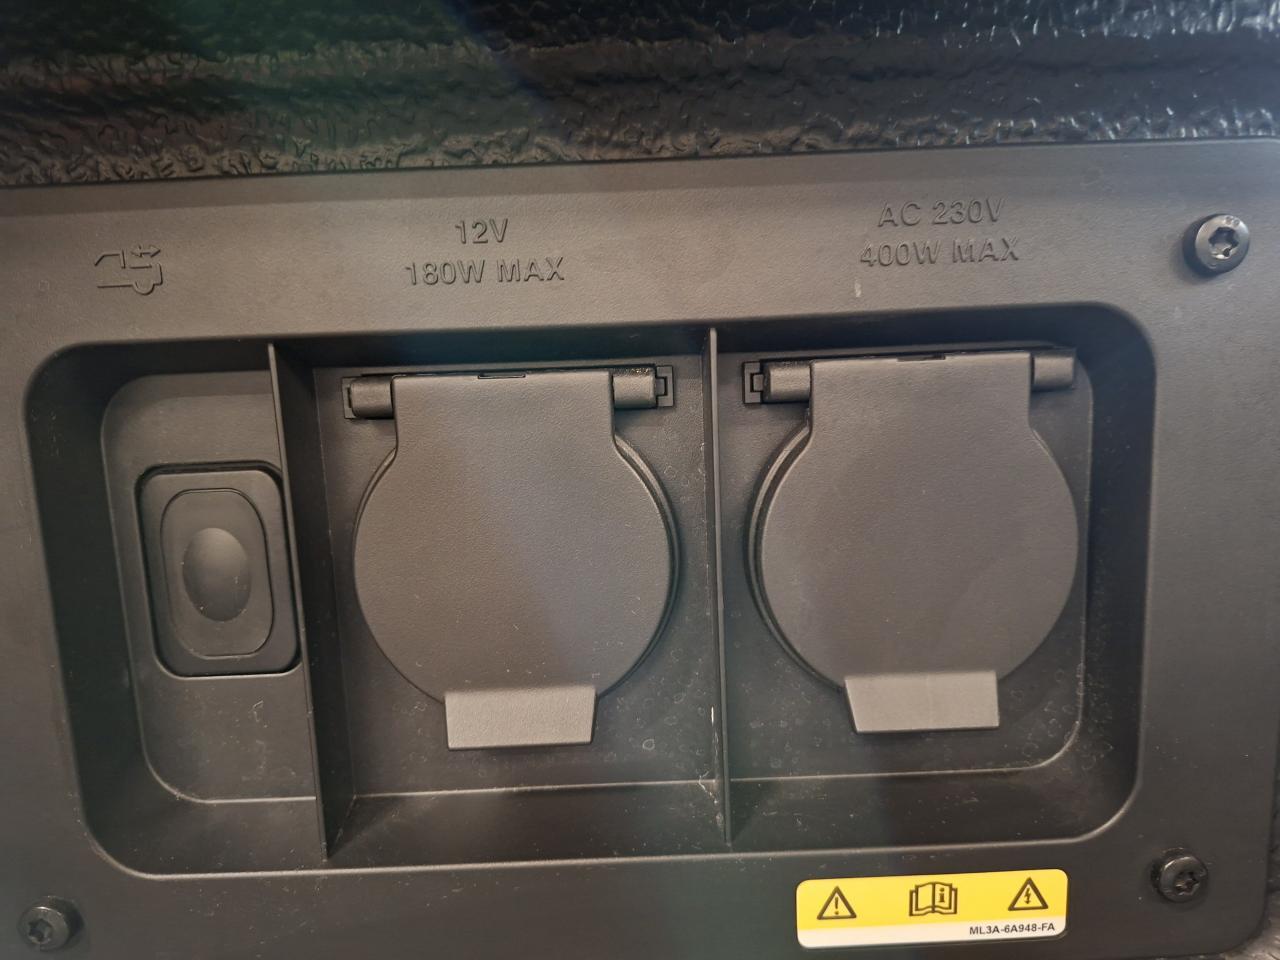 12V
180W MAX
AC 230V
400W MAX
ML3A-6A948-FA